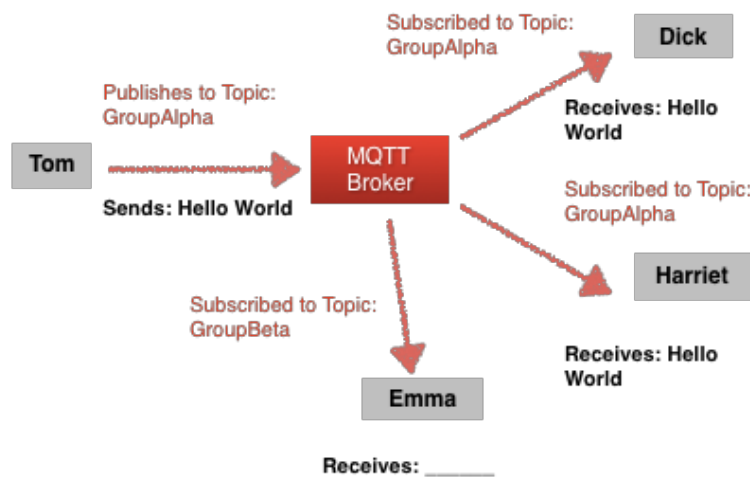 Subscribed to Topic:
GroupAlpha
Dick
Publishes to Topic:
GroupAlpha
Receives: Hello
World
Tom
MQTT
Broker
Sends: Hello World
Subscribed to Topic:
GroupAlpha
Harriet
Subscribed to Topic:
GroupBeta
Receives: Hello
World
Emma
Receives: ______